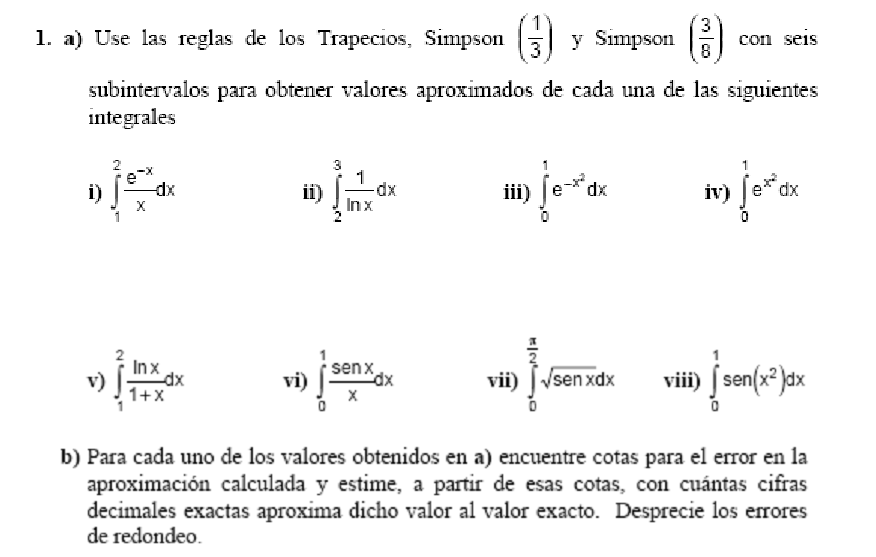 1. a) Use las reglas de los Trapecios, Simpson (1/3) y Simpson (3/8) con seis
subintervalos para obtener valores aproximados de cada una de las siguientes
integrales
i) ∫₁² e⁻ˣ/x dx ii) ∫₂³ 1/ln x dx iii) ∫₀¹ e^(-x²) dx iv) ∫₀¹ e^(x²) dx
v) ∫₁² ln x/(1+x) dx vi) ∫₀¹ sen x/x dx vii) ∫₀^(π/2) √(sen x) dx viii) ∫₀¹ sen(x²)dx
b) Para cada uno de los valores obtenidos en a) encuentre cotas para el error en la
aproximación calculada y estime, a partir de esas cotas, con cuántas cifras
decimales exactas aproxima dicho valor al valor exacto. Desprecie los errores
de redondeo.